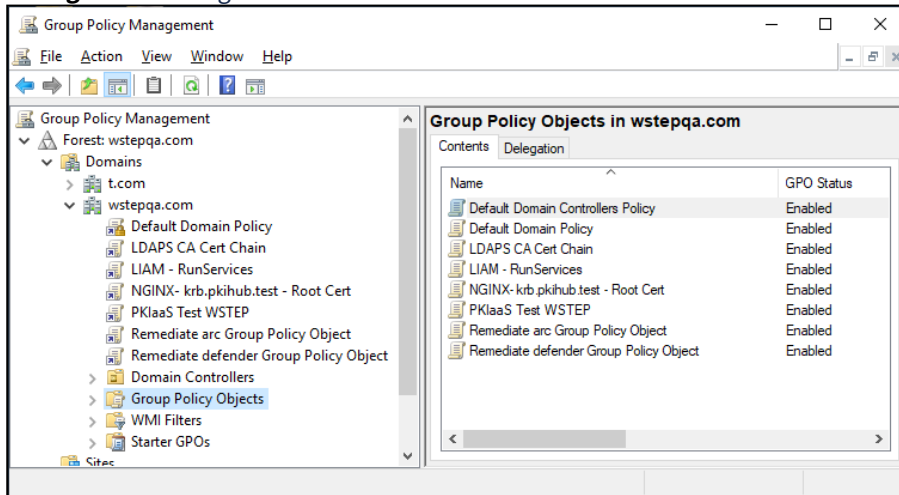 Group Policy Management
File Action View Window Help
Group Policy Management
Forest: wstepqa.com
Domains
t.com
wstepqa.com
Default Domain Policy
LDAPS CA Cert Chain
LIAM - RunServices
NGINX- krb.pkihub.test - Root Cert
PKIaaS Test WSTEP
Remediate arc Group Policy Object
Remediate defender Group Policy Object
Domain Controllers
Group Policy Objects
WMI Filters
Starter GPOs
Sites
Group Policy Objects in wstepqa.com
Contents Delegation
Name GPO Status
Default Domain Controllers Policy Enabled
Default Domain Policy Enabled
LDAPS CA Cert Chain Enabled
LIAM - RunServices Enabled
NGINX- krb.pkihub.test - Root Cert Enabled
PKIaaS Test WSTEP Enabled
Remediate arc Group Policy Object Enabled
Remediate defender Group Policy Object Enabled